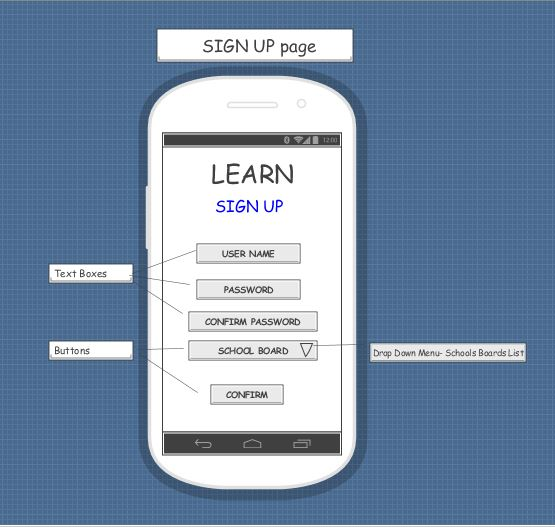 SIGN UP page
12:00
LEARN
SIGN UP
USER NAME
Text Boxes
PASSWORD
CONFIRM PASSWORD
Buttons
SCHOOL BOARD
Drop Down Menu- Schools Boards List
CONFIRM